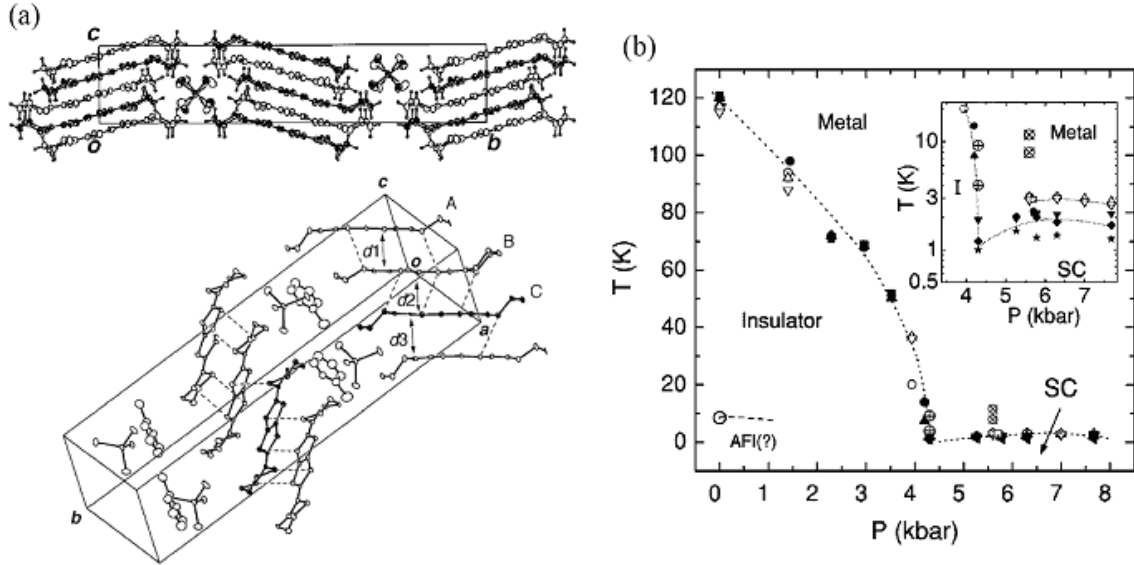 (a)
c
o
b
c
A
d1
B
o
d2
C
a
d3
b
(b)
T (K)
120
100
80
60
40
20
0
Metal
Insulator
AFI(?)
SC
0 1 2 3 4 5 6 7 8
P (kbar)
T (K)
10
3
1
0.5
Metal
I
SC
4 5 6 7
P (kbar)